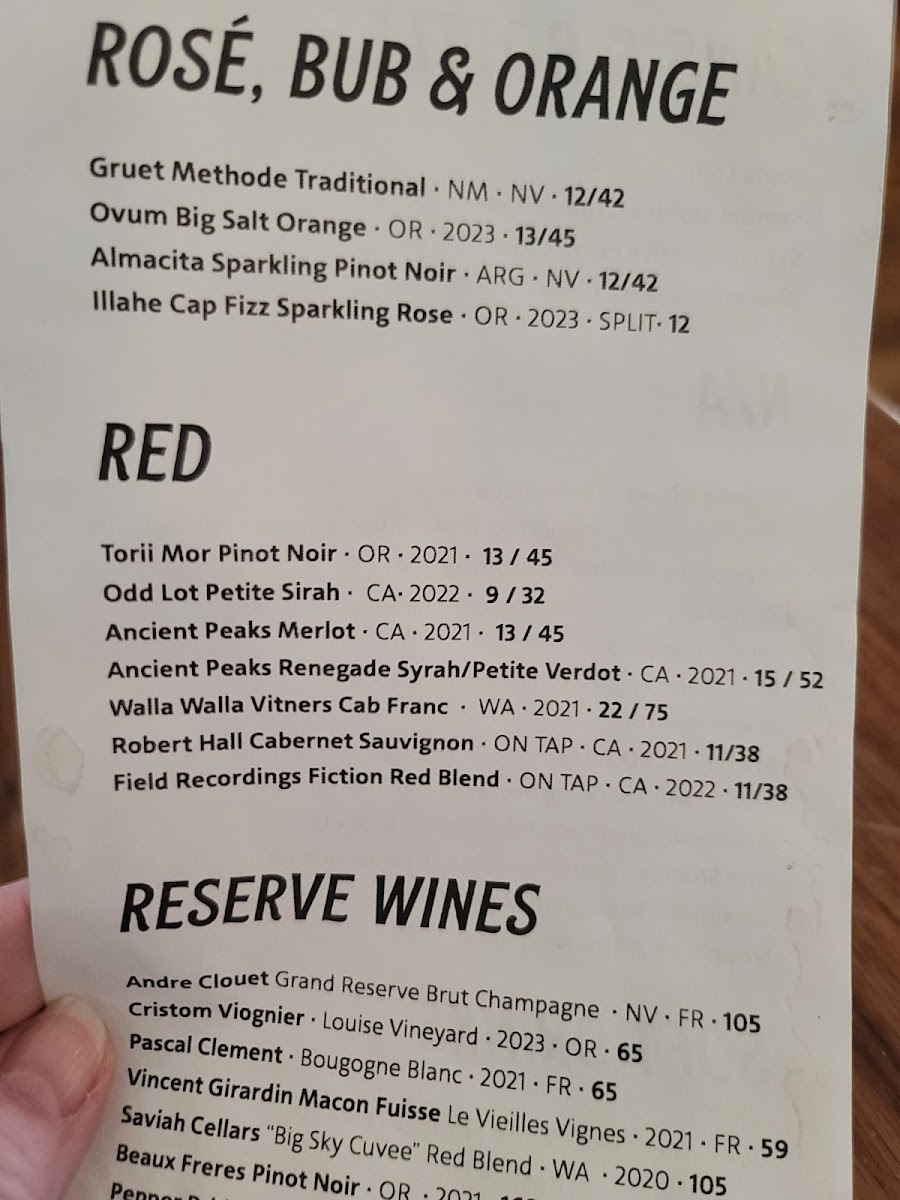 ROSÉ, BUB & ORANGE
Gruet Methode Traditional · NM · NV · 12/42
Ovum Big Salt Orange · OR · 2023 · 13/45
Almacita Sparkling Pinot Noir · ARG · NV · 12/42
Illahe Cap Fizz Sparkling Rose · OR · 2023 · SPLIT· 12
RED
Torii Mor Pinot Noir · OR · 2021 · 13 / 45
Odd Lot Petite Sirah · CA· 2022 · 9 / 32
Ancient Peaks Merlot · CA · 2021 · 13 / 45
Ancient Peaks Renegade Syrah/Petite Verdot · CA · 2021 · 15 / 52
Walla Walla Vitners Cab Franc · WA · 2021 · 22 / 75
Robert Hall Cabernet Sauvignon · ON TAP · CA · 2021 · 11/38
Field Recordings Fiction Red Blend · ON TAP · CA · 2022 · 11/38
RESERVE WINES
Andre Clouet Grand Reserve Brut Champagne · NV · FR · 105
Cristom Viognier · Louise Vineyard · 2023 · OR · 65
Pascal Clement · Bougogne Blanc · 2021 · FR · 65
Vincent Girardin Macon Fuisse Le Vieilles Vignes · 2021 · FR · 59
Saviah Cellars "Big Sky Cuvee" Red Blend · WA · 2020 · 105
Beaux Freres Pinot Noir · OR · 2021